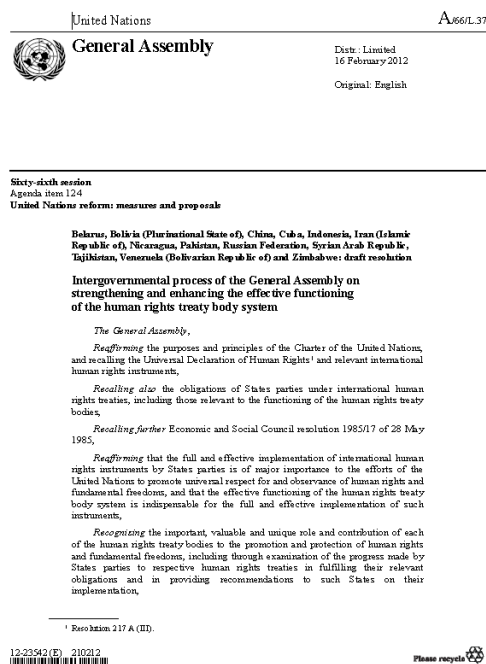 United Nations A/66/L.37
General Assembly
Distr.: Limited
16 February 2012
Original: English
Sixty-sixth session
Agenda item 124
United Nations reform: measures and proposals
Belarus, Bolivia (Plurinational State of), China, Cuba, Indonesia, Iran (Islamic
Republic of), Nicaragua, Pakistan, Russian Federation, Syrian Arab Republic,
Tajikistan, Venezuela (Bolivarian Republic of) and Zimbabwe: draft resolution
Intergovernmental process of the General Assembly on
strengthening and enhancing the effective functioning
of the human rights treaty body system
The General Assembly,
Reaffirming the purposes and principles of the Charter of the United Nations,
and recalling the Universal Declaration of Human Rights¹ and relevant international
human rights instruments,
Recalling also the obligations of States parties under international human
rights treaties, including those relevant to the functioning of the human rights treaty
bodies,
Recalling further Economic and Social Council resolution 1985/17 of 28 May
1985,
Reaffirming that the full and effective implementation of international human
rights instruments by States parties is of major importance to the efforts of the
United Nations to promote universal respect for and observance of human rights and
fundamental freedoms, and that the effective functioning of the human rights treaty
body system is indispensable for the full and effective implementation of such
instruments,
Recognizing the important, valuable and unique role and contribution of each
of the human rights treaty bodies to the promotion and protection of human rights
and fundamental freedoms, including through examination of the progress made by
States parties to respective human rights treaties in fulfilling their relevant
obligations and in providing recommendations to such States on their
implementation,
¹ Resolution 217 A (III).
12-23542 (E) 210212
Please recycle